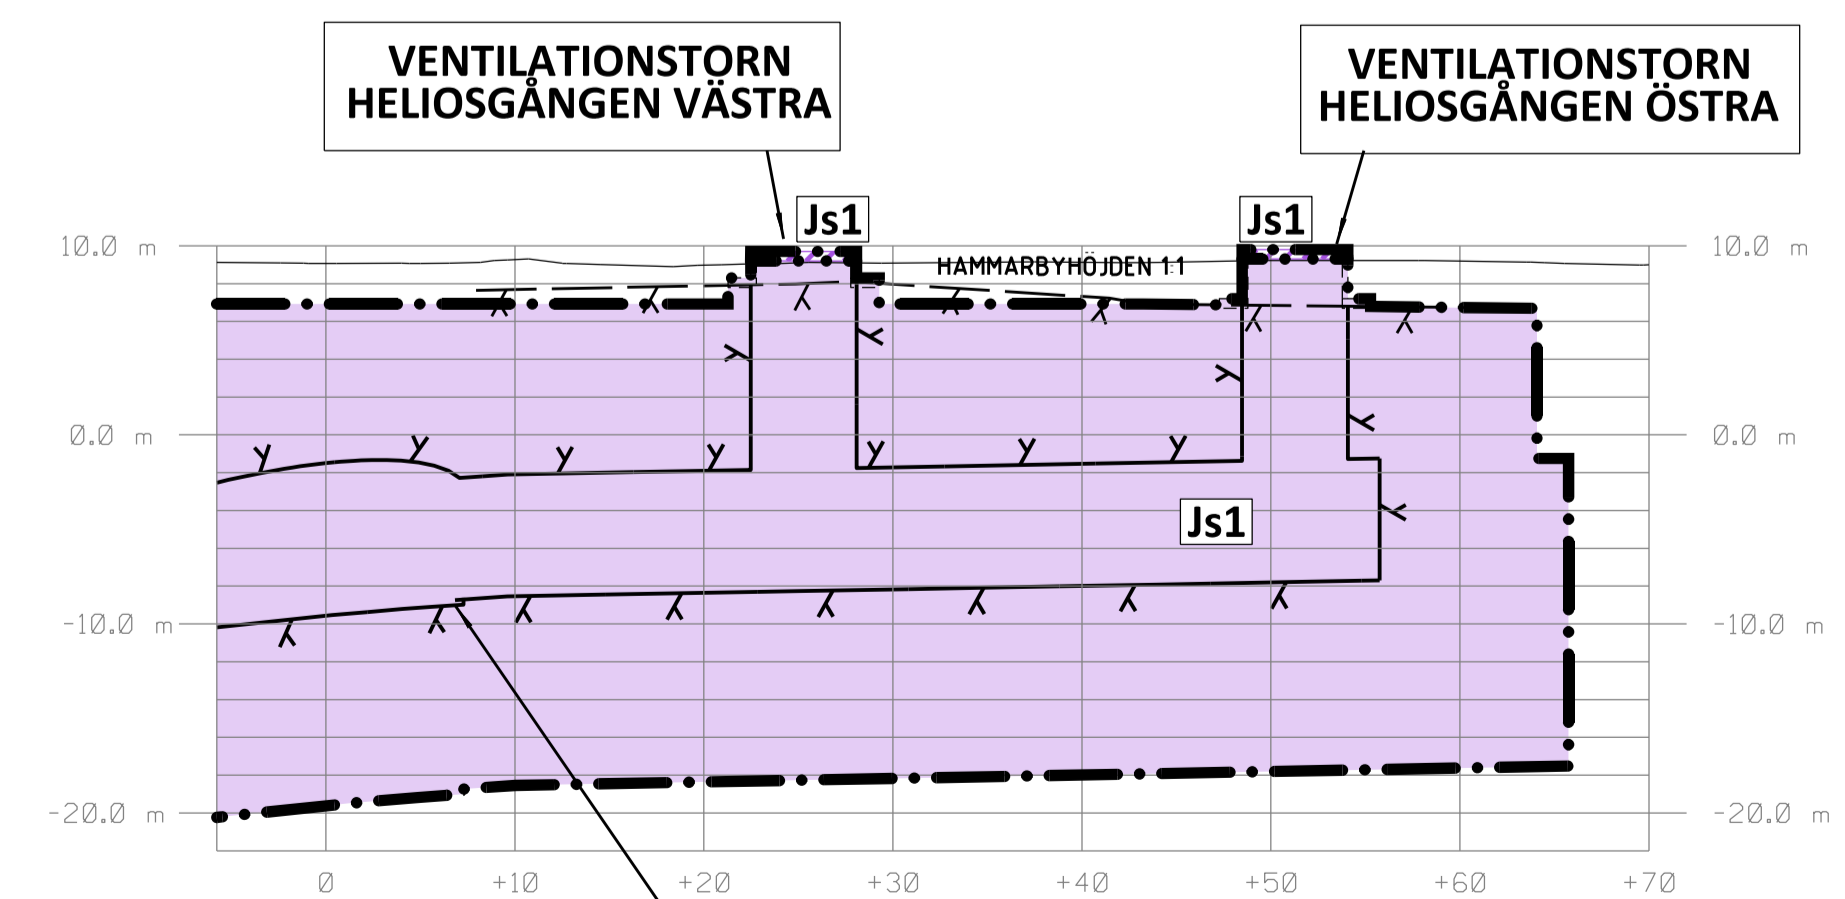 VENTILATIONSTORN
HELIOSGÅNGEN VÄSTRA
VENTILATIONSTORN
HELIOSGÅNGEN ÖSTRA
Js1
Js1
10.0 m
10.0 m
HAMMARBYHÖJDEN 1:1
0.0 m
0.0 m
Js1
-10.0 m
-10.0 m
-20.0 m
-20.0 m
0 +10 +20 +30 +40 +50 +60 +70